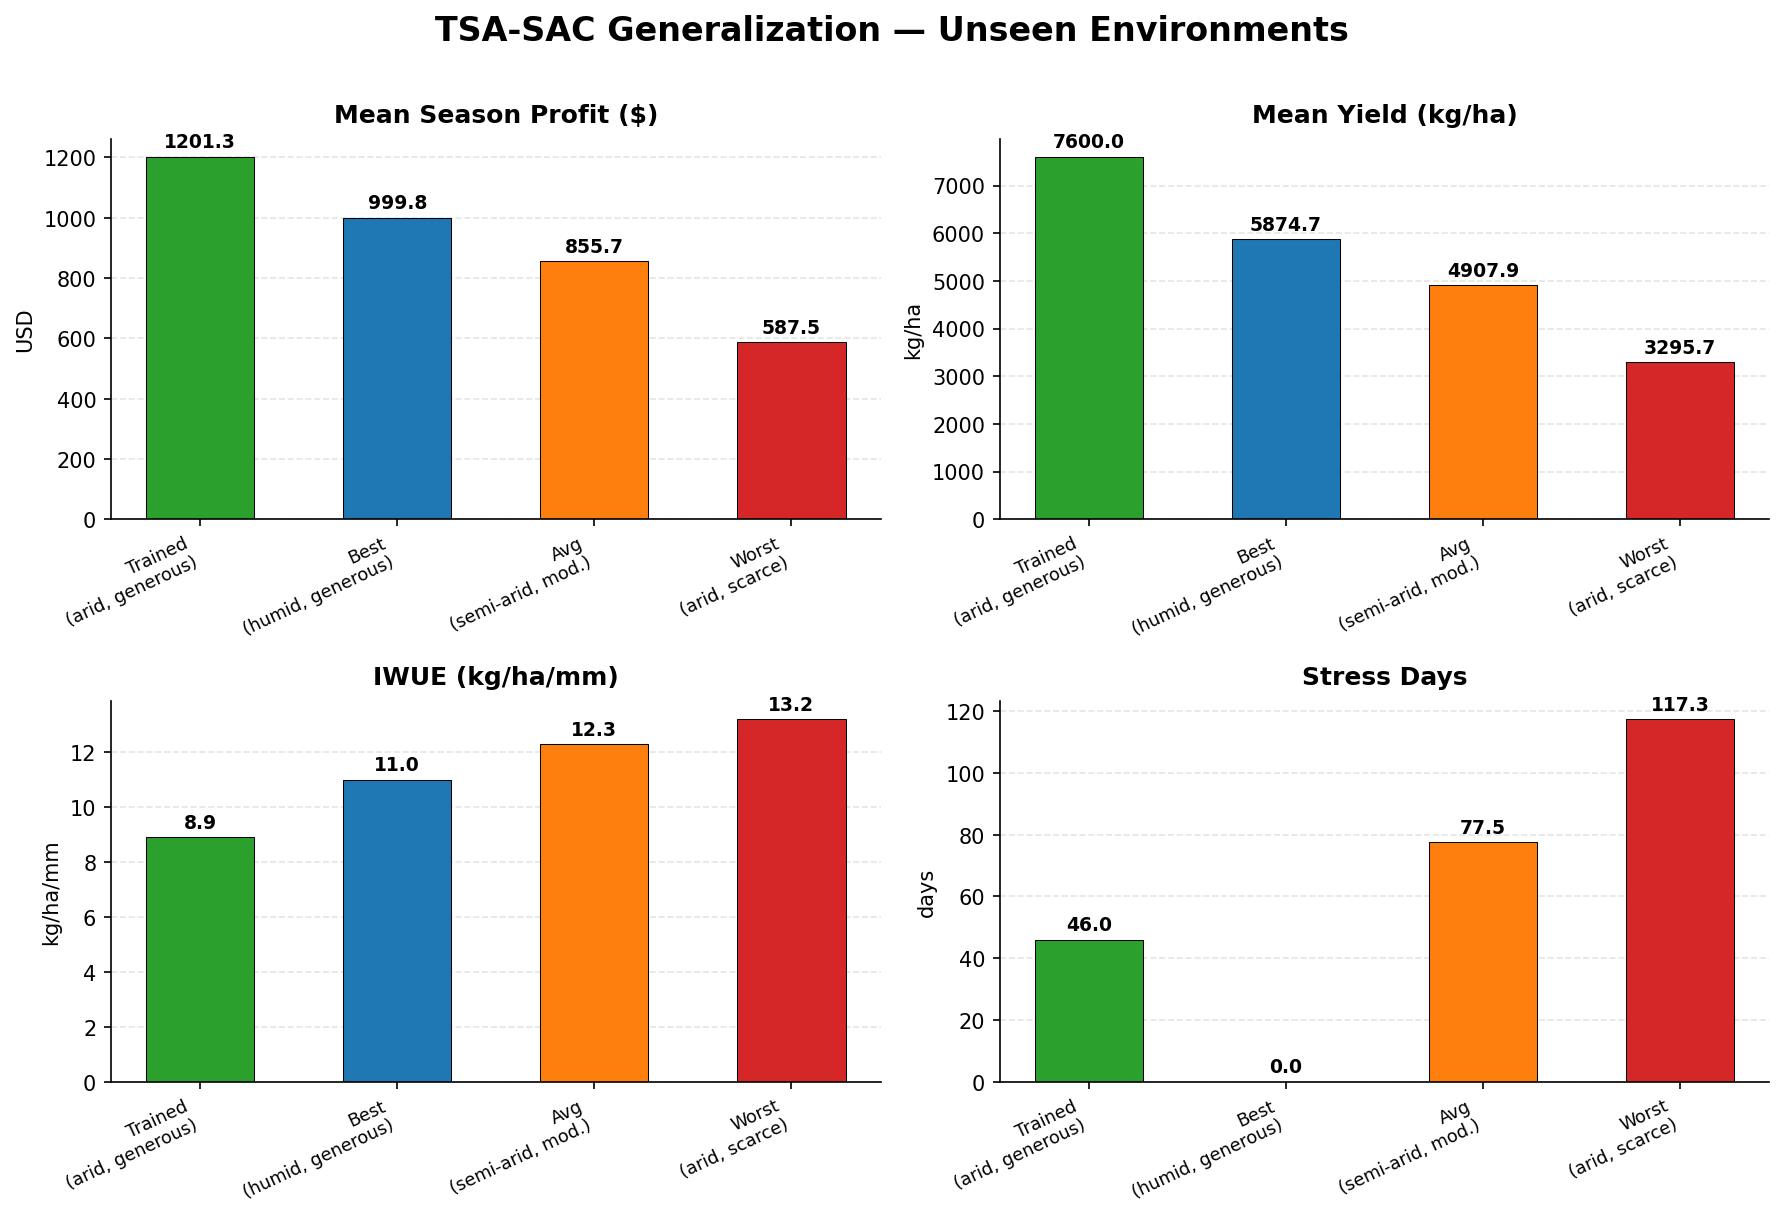 TSA-SAC Generalization — Unseen Environments
Mean Season Profit ($)
USD
1200
1000
800
600
400
200
0
1201.3
999.8
855.7
587.5
Trained
(arid, generous)
Best
(humid, generous)
Avg
(semi-arid, mod.)
Worst
(arid, scarce)
Mean Yield (kg/ha)
kg/ha
7000
6000
5000
4000
3000
2000
1000
0
7600.0
5874.7
4907.9
3295.7
Trained
(arid, generous)
Best
(humid, generous)
Avg
(semi-arid, mod.)
Worst
(arid, scarce)
IWUE (kg/ha/mm)
kg/ha/mm
12
10
8
6
4
2
0
8.9
11.0
12.3
13.2
Trained
(arid, generous)
Best
(humid, generous)
Avg
(semi-arid, mod.)
Worst
(arid, scarce)
Stress Days
days
120
100
80
60
40
20
0
46.0
0.0
77.5
117.3
Trained
(arid, generous)
Best
(humid, generous)
Avg
(semi-arid, mod.)
Worst
(arid, scarce)